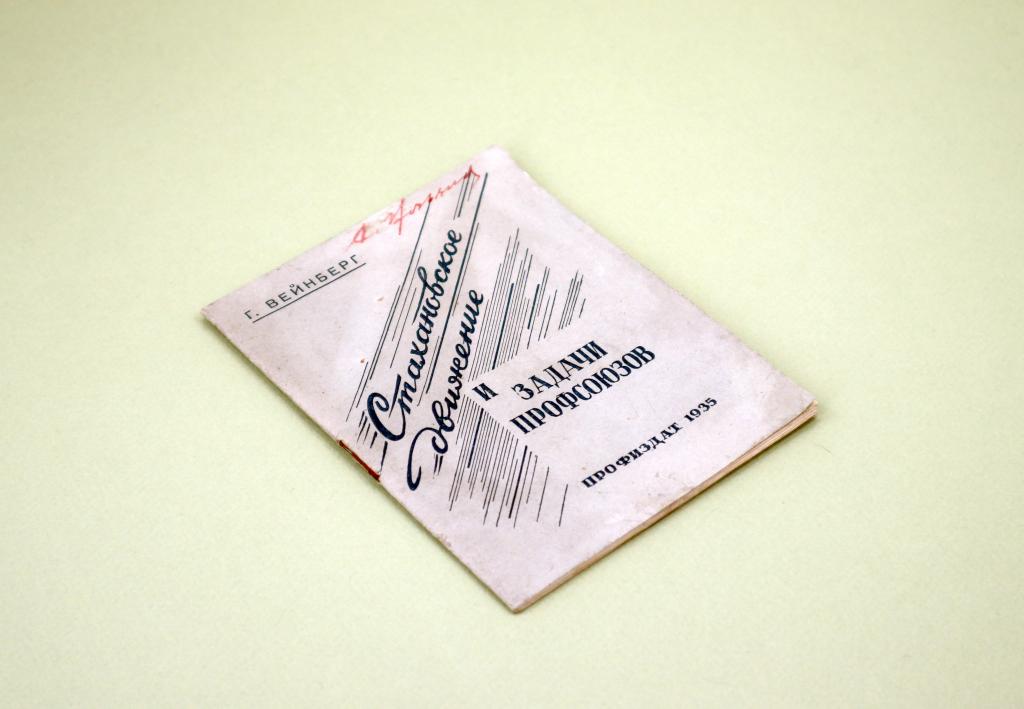 Г. ВЕЙНБЕРГ
Стахановское
движение
И ЗАДАЧИ
ПРОФСОЮЗОВ
ПРОФИЗДАТ 1935